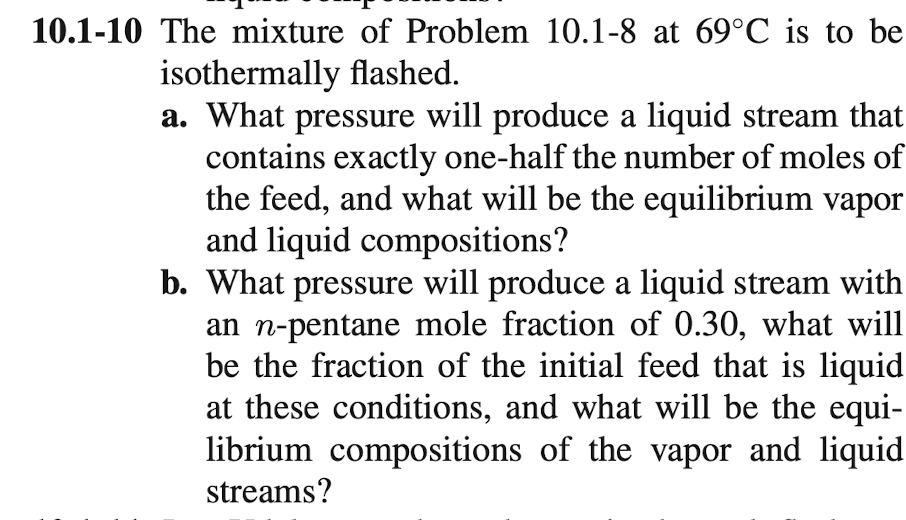 10.1-10 The mixture of Problem 10.1-8 at 69°C is to be
isothermally flashed.
a. What pressure will produce a liquid stream that
contains exactly one-half the number of moles of
the feed, and what will be the equilibrium vapor
and liquid compositions?
b. What pressure will produce a liquid stream with
an n-pentane mole fraction of 0.30, what will
be the fraction of the initial feed that is liquid
at these conditions, and what will be the equi-
librium compositions of the vapor and liquid
streams?